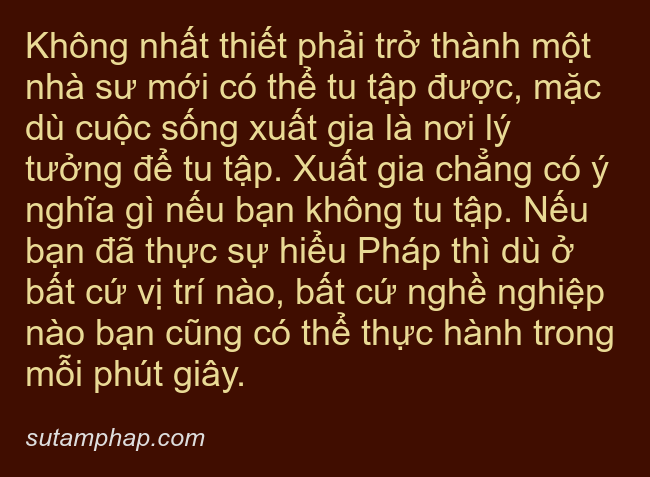 Không nhất thiết phải trở thành một
nhà sư mới có thể tu tập được, mặc
dù cuộc sống xuất gia là nơi lý
tưởng để tu tập. Xuất gia chẳng có ý
nghĩa gì nếu bạn không tu tập. Nếu
bạn đã thực sự hiểu Pháp thì dù ở
bất cứ vị trí nào, bất cứ nghề nghiệp
nào bạn cũng có thể thực hành trong
mỗi phút giây.
sutamphap.com